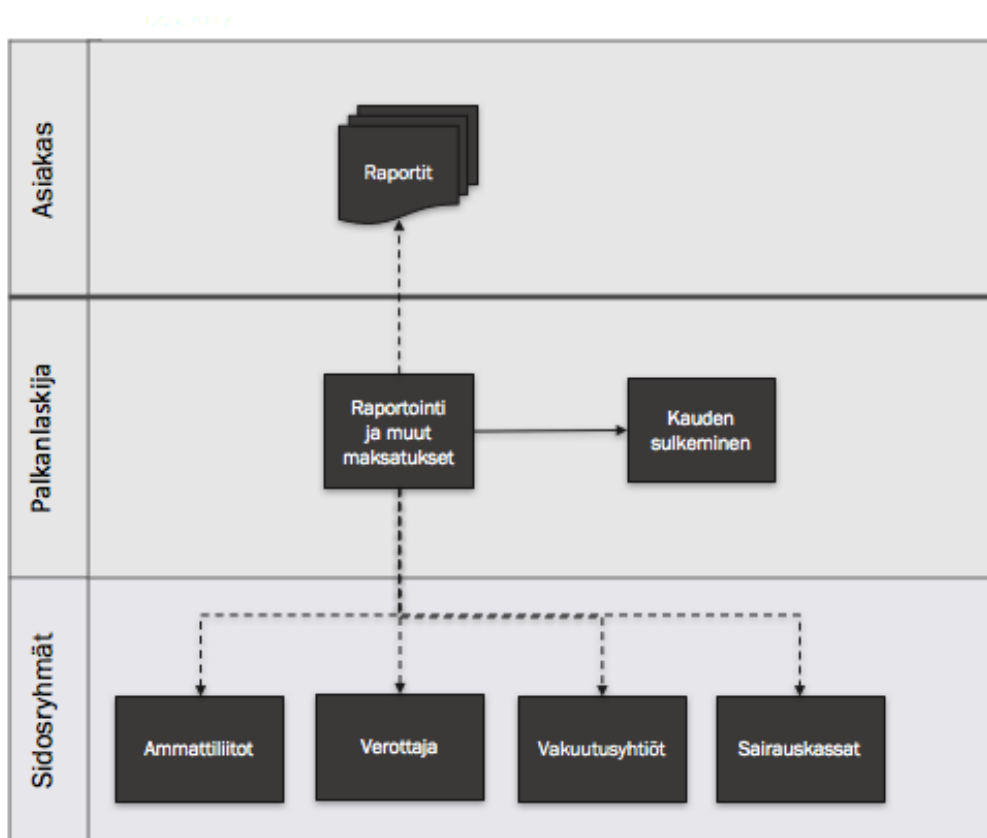 Asiakas
Raportit
Palkanlaskija
Raportointi
ja muut
maksatukset
Kauden
sulkeminen
Sidosryhmät
Ammattiliitot
Verottaja
Vakuutusyhtiöt
Sairauskassat